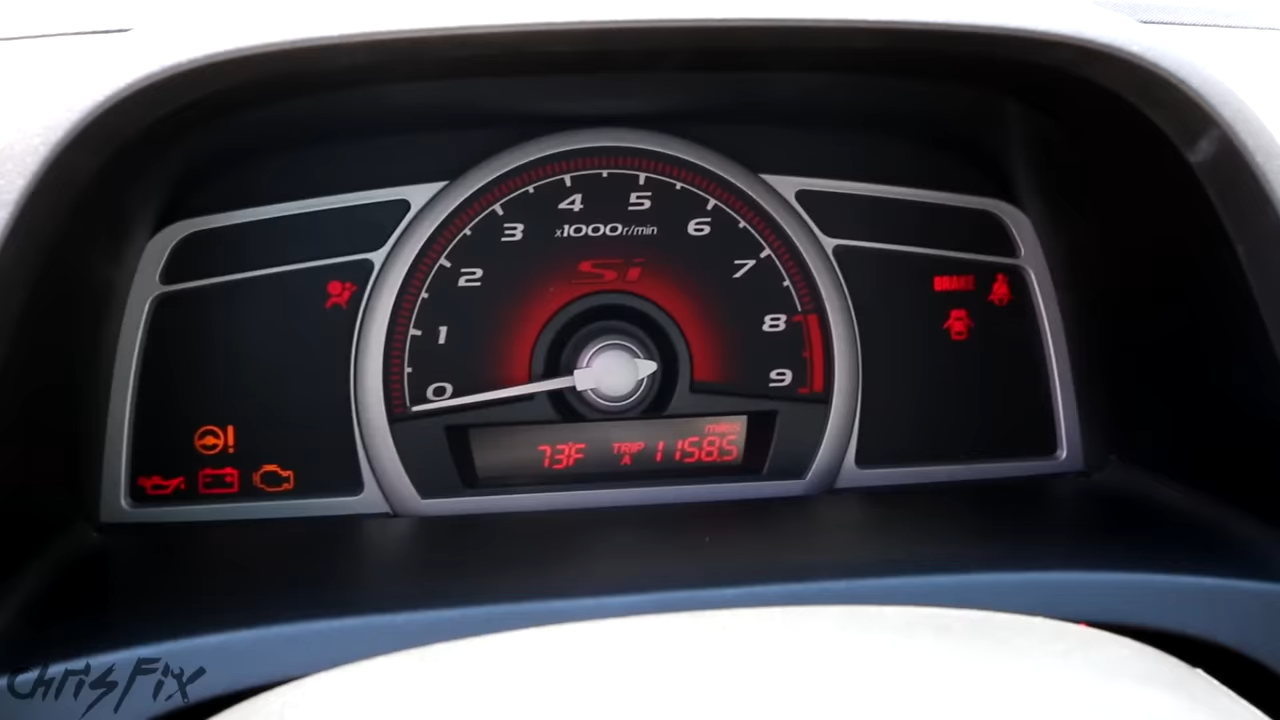 4 5
3 x1000r/min 6
Si
2 7
1 8
0 9
BRAKE
miles
73°F TRIP A 1158.5
!
ChrisFix